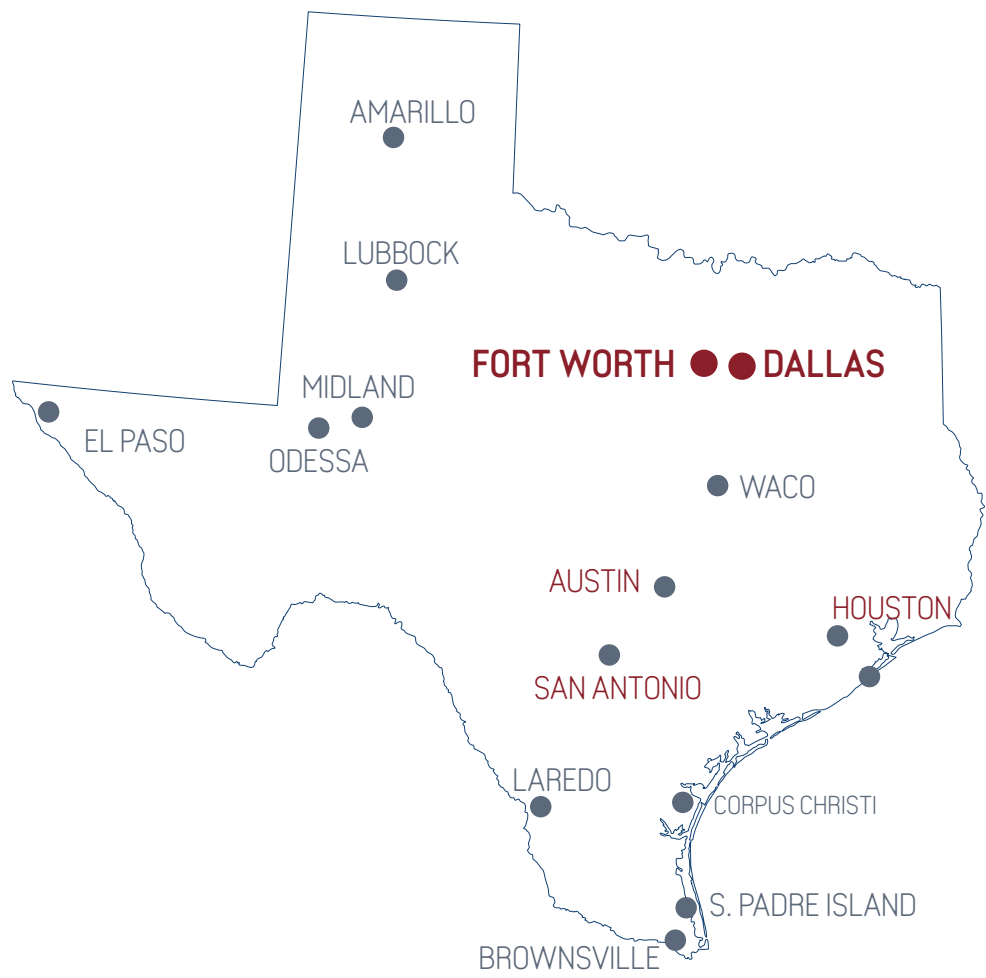 AMARILLO
LUBBOCK
FORT WORTH DALLAS
MIDLAND
EL PASO
ODESSA
WACO
AUSTIN
HOUSTON
SAN ANTONIO
LAREDO
CORPUS CHRISTI
S. PADRE ISLAND
BROWNSVILLE